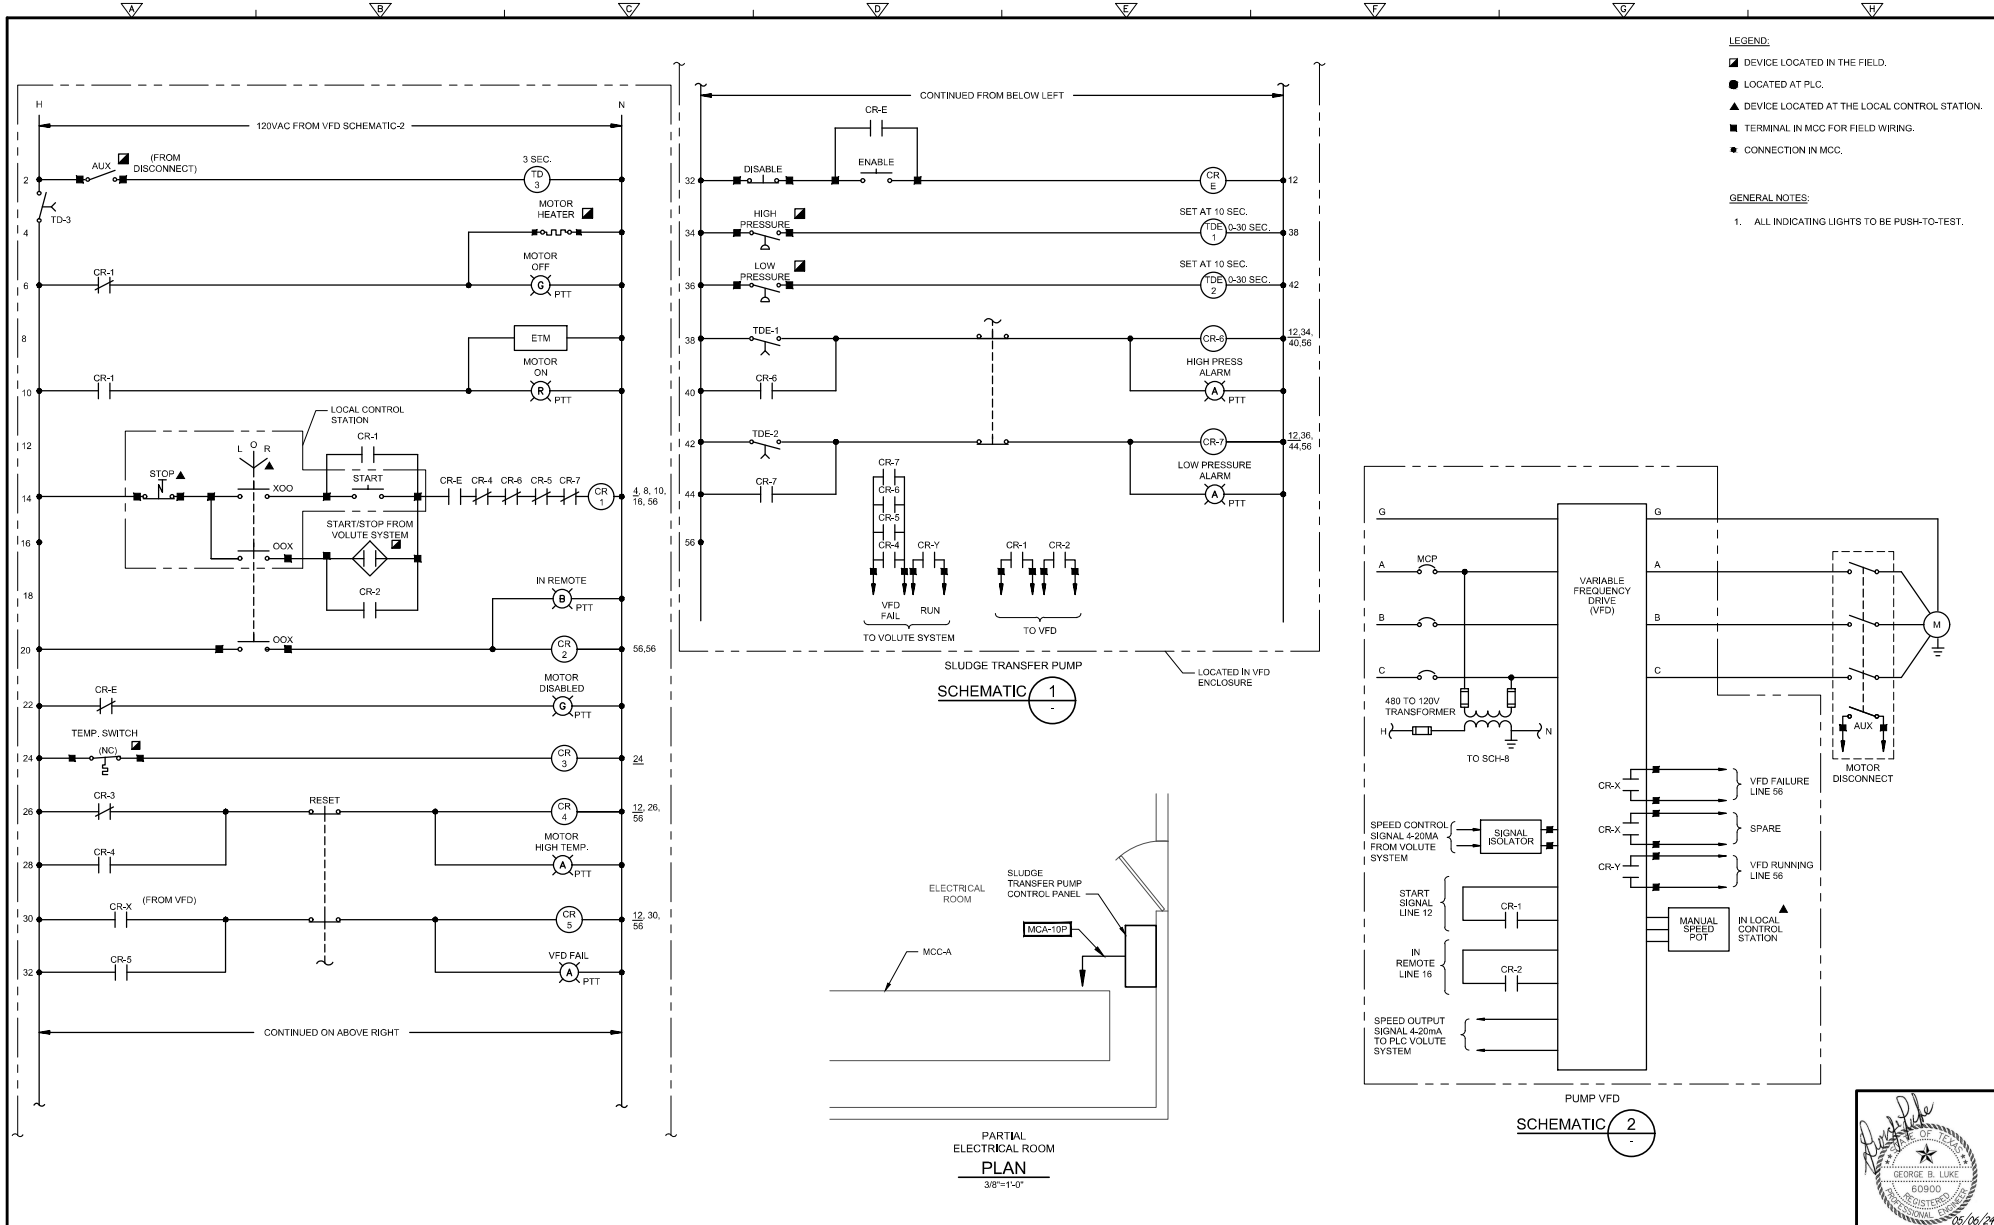 A
B
C
D
E
F
G
H
LEGEND:
DEVICE LOCATED IN THE FIELD.
LOCATED AT PLC.
DEVICE LOCATED AT THE LOCAL CONTROL STATION.
TERMINAL IN MCC FOR FIELD WIRING.
CONNECTION IN MCC.
GENERAL NOTES:
1. ALL INDICATING LIGHTS TO BE PUSH-TO-TEST.
H
N
120VAC FROM VFD SCHEMATIC-2
2
AUX
(FROM
DISCONNECT)
3 SEC.
TD
3
TD-3
4
MOTOR
HEATER
6
CR-1
MOTOR
OFF
G
PTT
8
ETM
10
CR-1
MOTOR
ON
R
PTT
LOCAL CONTROL
STATION
12
L O R
CR-1
14
STOP
XOO
START
CR-E CR-4 CR-6 CR-5 CR-7
CR
1
4, 8, 10,
16, 56
START/STOP FROM
VOLUTE SYSTEM
16
OOX
CR-2
18
IN REMOTE
B
PTT
20
OOX
CR
2
56,56
22
CR-E
MOTOR
DISABLED
G
PTT
24
TEMP. SWITCH
(NC)
CR
3
24
26
CR-3
RESET
CR
4
12, 26,
56
28
CR-4
MOTOR
HIGH TEMP.
A
PTT
30
CR-X
(FROM VFD)
CR
5
12, 30,
56
32
CR-5
VFD FAIL
A
PTT
CONTINUED ON ABOVE RIGHT
CONTINUED FROM BELOW LEFT
CR-E
32
DISABLE
ENABLE
CR
E
12
34
HIGH
PRESSURE
SET AT 10 SEC.
TDE
1
0-30 SEC.
38
36
LOW
PRESSURE
SET AT 10 SEC.
TDE
2
0-30 SEC.
42
38
TDE-1
CR-6
12,34,
40,56
40
CR-6
HIGH PRESS
ALARM
A
PTT
42
TDE-2
CR-7
12,36,
44,56
44
CR-7
LOW PRESSURE
ALARM
A
PTT
56
CR-7
CR-6
CR-5
CR-4
CR-Y
CR-1
CR-2
VFD
FAIL
RUN
TO VOLUTE SYSTEM
TO VFD
SLUDGE TRANSFER PUMP
SCHEMATIC
1
-
LOCATED IN VFD
ENCLOSURE
ELECTRICAL
ROOM
SLUDGE
TRANSFER PUMP
CONTROL PANEL
MCA-10P
MCC-A
PARTIAL
ELECTRICAL ROOM
PLAN
3/8"=1'-0"
G
G
A
MCP
A
B
B
C
C
VARIABLE
FREQUENCY
DRIVE
(VFD)
M
480 TO 120V
TRANSFORMER
H
N
TO SCH-8
AUX
MOTOR
DISCONNECT
CR-X
VFD FAILURE
LINE 56
CR-X
SPARE
CR-Y
VFD RUNNING
LINE 56
SPEED CONTROL
SIGNAL 4-20MA
FROM VOLUTE
SYSTEM
SIGNAL
ISOLATOR
START
SIGNAL
LINE 12
CR-1
MANUAL
SPEED
POT
IN LOCAL
CONTROL
STATION
IN
REMOTE
LINE 16
CR-2
SPEED OUTPUT
SIGNAL 4-20mA
TO PLC VOLUTE
SYSTEM
PUMP VFD
SCHEMATIC
2
-
STATE OF TEXAS
GEORGE B. LUKE
60900
REGISTERED
PROFESSIONAL ENGINEER
05/06/24